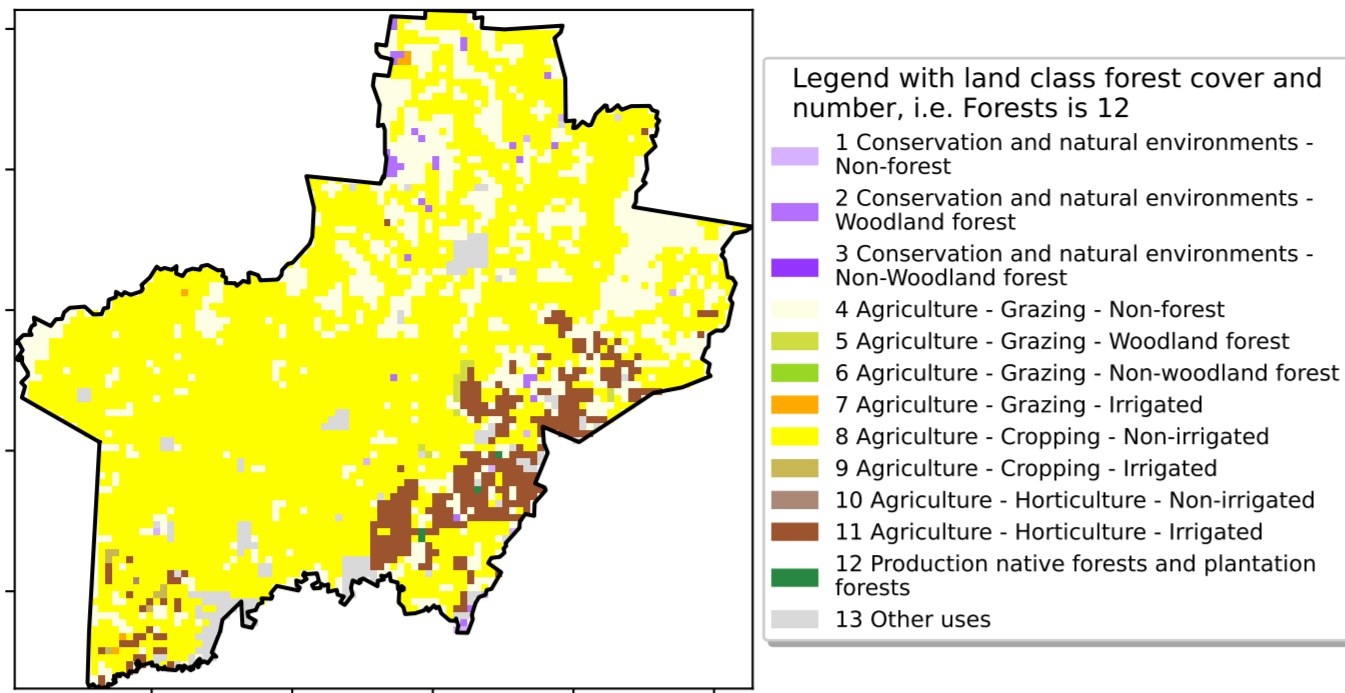 Legend with land class forest cover and
number, i.e. Forests is 12
1 Conservation and natural environments -
Non-forest
2 Conservation and natural environments -
Woodland forest
3 Conservation and natural environments -
Non-Woodland forest
4 Agriculture - Grazing - Non-forest
5 Agriculture - Grazing - Woodland forest
6 Agriculture - Grazing - Non-woodland forest
7 Agriculture - Grazing - Irrigated
8 Agriculture - Cropping - Non-irrigated
9 Agriculture - Cropping - Irrigated
10 Agriculture - Horticulture - Non-irrigated
11 Agriculture - Horticulture - Irrigated
12 Production native forests and plantation
forests
13 Other uses